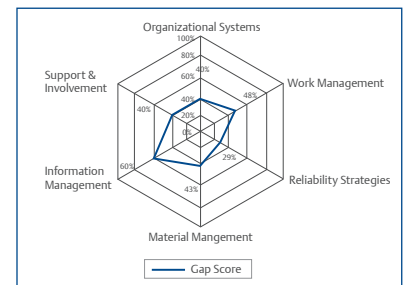 Organizational Systems
100%
80%
40%
60%
Support &
Involvement
Work Management
48%
40%
40%
20%
0%
29%
60%
Information
Management
Reliability Strategies
43%
Material Mangement
Gap Score